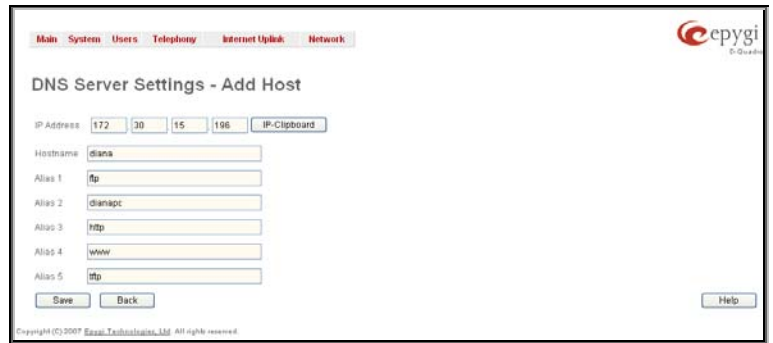 Main System Users Telephony Internet Uplink Network
epygi
DNS Server Settings - Add Host
IP Address 172 . 30 . 15 . 196 IP-Clipboard
Hostname diana
Alias 1 ftp
Alias 2 dianapc
Alias 3 http
Alias 4 www
Alias 5 tftp
Save Back Help
Copyright (C) 2007 Epygi Technologies, Ltd. All rights reserved.